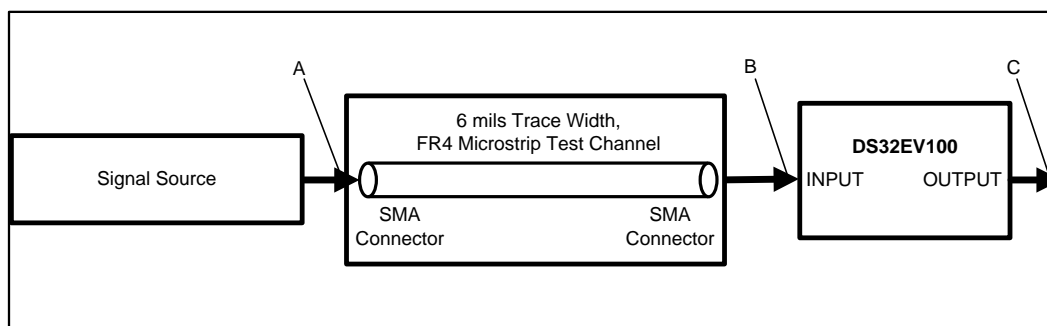 A
B
C
6 mils Trace Width,
FR4 Microstrip Test Channel
DS32EV100
Signal Source
INPUT
OUTPUT
SMA
Connector
SMA
Connector